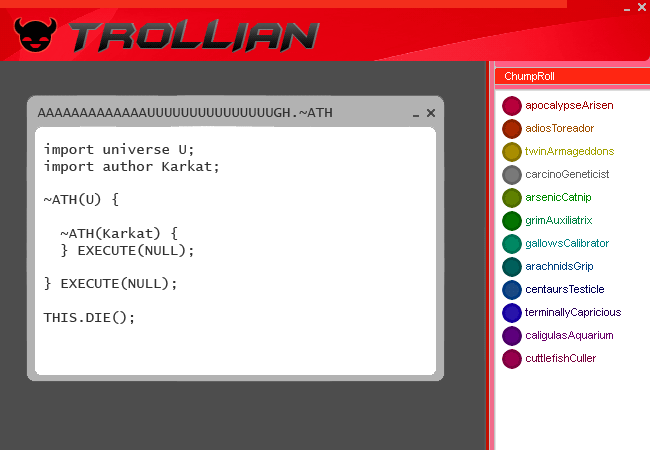 TROLLIAN
ChumpRoll
AAAAAAAAAAAAAUUUUUUUUUUUUUUUGH.~ATH
import universe U;
import author Karkat;
~ATH(U) {
~ATH(Karkat) {
} EXECUTE(NULL);
} EXECUTE(NULL);
THIS.DIE();
apocalypseArisen
adiosToreador
twinArmageddons
carcinoGeneticist
arsenicCatnip
grimAuxiliatrix
gallowsCalibrator
arachnidsGrip
centaursTesticle
terminallyCapricious
caligulasAquarium
cuttlefishCuller